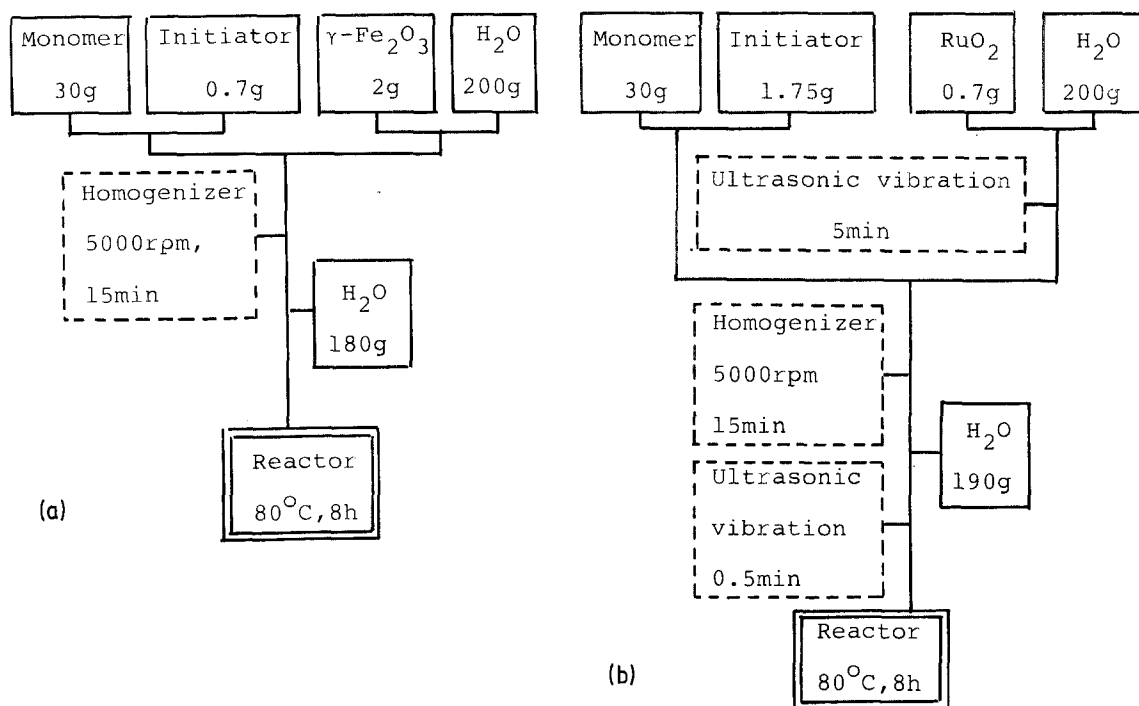 Monomer
30g
Initiator
0.7g
γ-Fe₂O₃
2g
H₂O
200g
Homogenizer
5000rpm,
15min
H₂O
180g
Reactor
80°C,8h
(a)
Monomer
30g
Initiator
1.75g
RuO₂
0.7g
H₂O
200g
Ultrasonic vibration
5min
Homogenizer
5000rpm
15min
H₂O
190g
Ultrasonic
vibration
0.5min
Reactor
80°C,8h
(b)